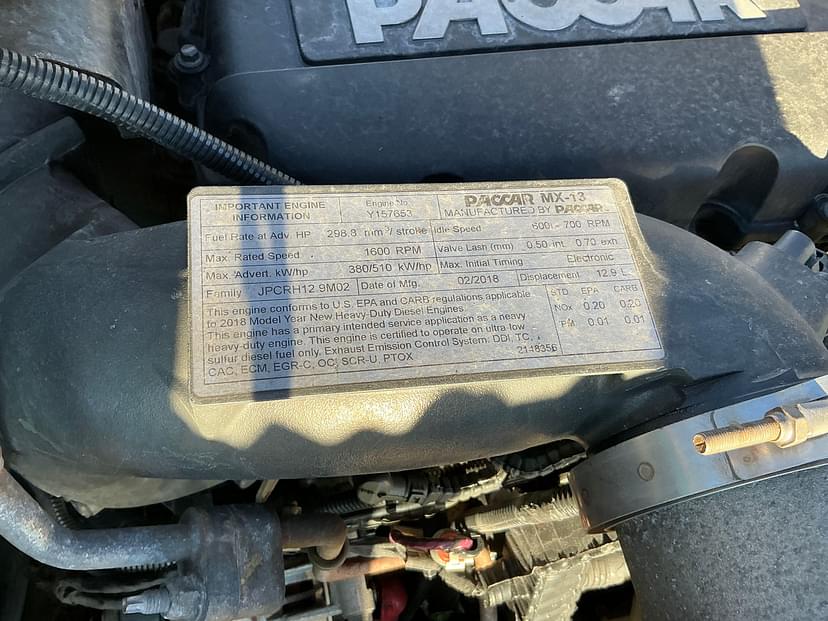 PACCAR
IMPORTANT ENGINE INFORMATION
Engine No. Y157653
PACCAR MX-13
MANUFACTURED BY PACCAR
Fuel Rate at Adv. HP 298.8 mm³/stroke Idle Speed 600 - 700 RPM
Max. Rated Speed 1600 RPM Valve Lash (mm) 0.50 int. 0.70 exh
Max. Advert. kW/hp 380/510 kW/hp Max. Initial Timing Electronic
Family JPCRH12.9M02 Date of Mfg. 02/2018 Displacement 12.9 L
This engine conforms to U.S. EPA and CARB regulations applicable
to 2018 Model Year New Heavy-Duty Diesel Engines.
This engine has a primary intended service application as a heavy
heavy-duty engine. This engine is certified to operate on ultra-low
sulfur diesel fuel only. Exhaust Emission Control System: DDI, TC,
CAC, ECM, EGR-C, OC, SCR-U, PTOX
2148356
STD EPA CARB
NOx 0.20 0.20
PM 0.01 0.01